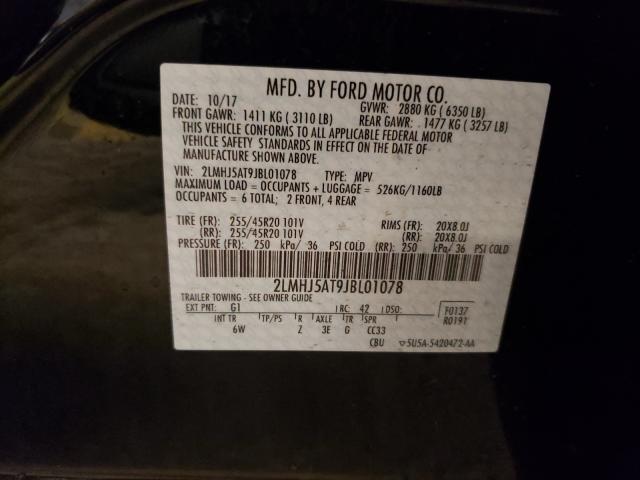 MFD. BY FORD MOTOR CO.
DATE: 10/17 GVWR: 2880 KG ( 6350 LB)
FRONT GAWR: 1411 KG ( 3110 LB) REAR GAWR: 1477 KG ( 3257 LB)
THIS VEHICLE CONFORMS TO ALL APPLICABLE FEDERAL MOTOR
VEHICLE SAFETY STANDARDS IN EFFECT ON THE DATE OF
MANUFACTURE SHOWN ABOVE.
VIN: 2LMHJ5AT9JBL01078 TYPE: MPV
MAXIMUM LOAD = OCCUPANTS + LUGGAGE = 526KG/1160LB
OCCUPANTS = 6 TOTAL; 2 FRONT, 4 REAR
TIRE (FR): 255/45R20 101V RIMS (FR): 20X8.0J
(RR): 255/45R20 101V (RR): 20X8.0J
PRESSURE (FR): 250 kPa/ 36 PSI COLD (RR) 250 kPa/ 36 PSI COLD
2LMHJ5AT9JBL01078
TRAILER TOWING - SEE OWNER GUIDE
EXT PNT: G1 RC: 42 DSO: F0137
INT TR TP/PS R AXLE TR SPR R0191
6W Z 3E G CC33
CBU 5U5A-5420472-AA